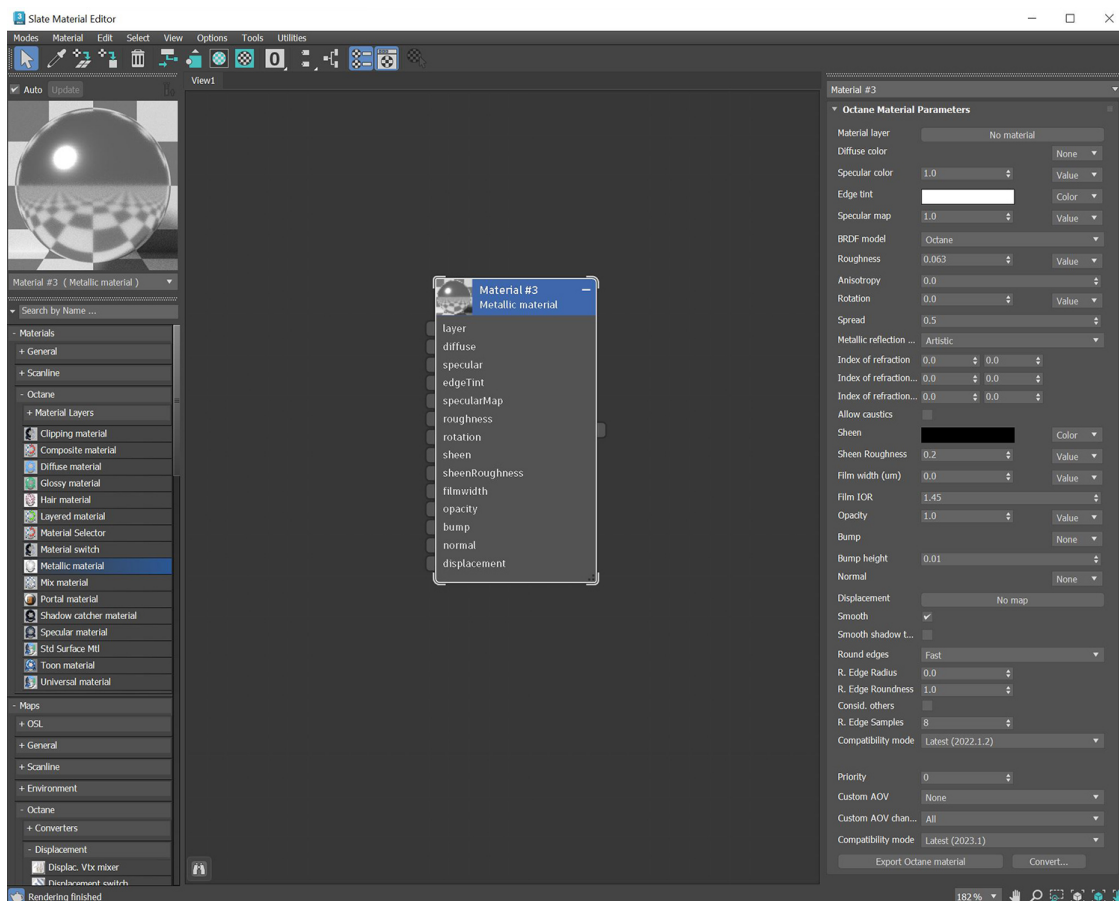 Slate Material Editor
Modes Material Edit Select View Options Tools Utilities
0
Auto Update
View1
Material #3 ( Metallic material )
Search by Name ...
- Materials
+ General
+ Scanline
- Octane
+ Material Layers
Clipping material
Composite material
Diffuse material
Glossy material
Hair material
Layered material
Material Selector
Material switch
Metallic material
Mix material
Portal material
Shadow catcher material
Specular material
Std Surface Mtl
Toon material
Universal material
- Maps
+ OSL
+ General
+ Scanline
+ Environment
- Octane
+ Converters
- Displacement
Displac. Vtx mixer
Displacement switch
Rendering finished
Material #3
Metallic material
layer
diffuse
specular
edgeTint
specularMap
roughness
rotation
sheen
sheenRoughness
filmwidth
opacity
bump
normal
displacement
Material #3
Octane Material Parameters
Material layer No material
Diffuse color None
Specular color 1.0 Value
Edge tint Color
Specular map 1.0 Value
BRDF model Octane
Roughness 0.063 Value
Anisotropy 0.0
Rotation 0.0 Value
Spread 0.5
Metallic reflection ... Artistic
Index of refraction 0.0 0.0
Index of refraction... 0.0 0.0
Index of refraction... 0.0 0.0
Allow caustics
Sheen Color
Sheen Roughness 0.2 Value
Film width (um) 0.0 Value
Film IOR 1.45
Opacity 1.0 Value
Bump None
Bump height 0.01
Normal None
Displacement No map
Smooth
Smooth shadow t...
Round edges Fast
R. Edge Radius 0.0
R. Edge Roundness 1.0
Consid. others
R. Edge Samples 8
Compatibility mode Latest (2022.1.2)
Priority 0
Custom AOV None
Custom AOV chan... All
Compatibility mode Latest (2023.1)
Export Octane material Convert...
182 %